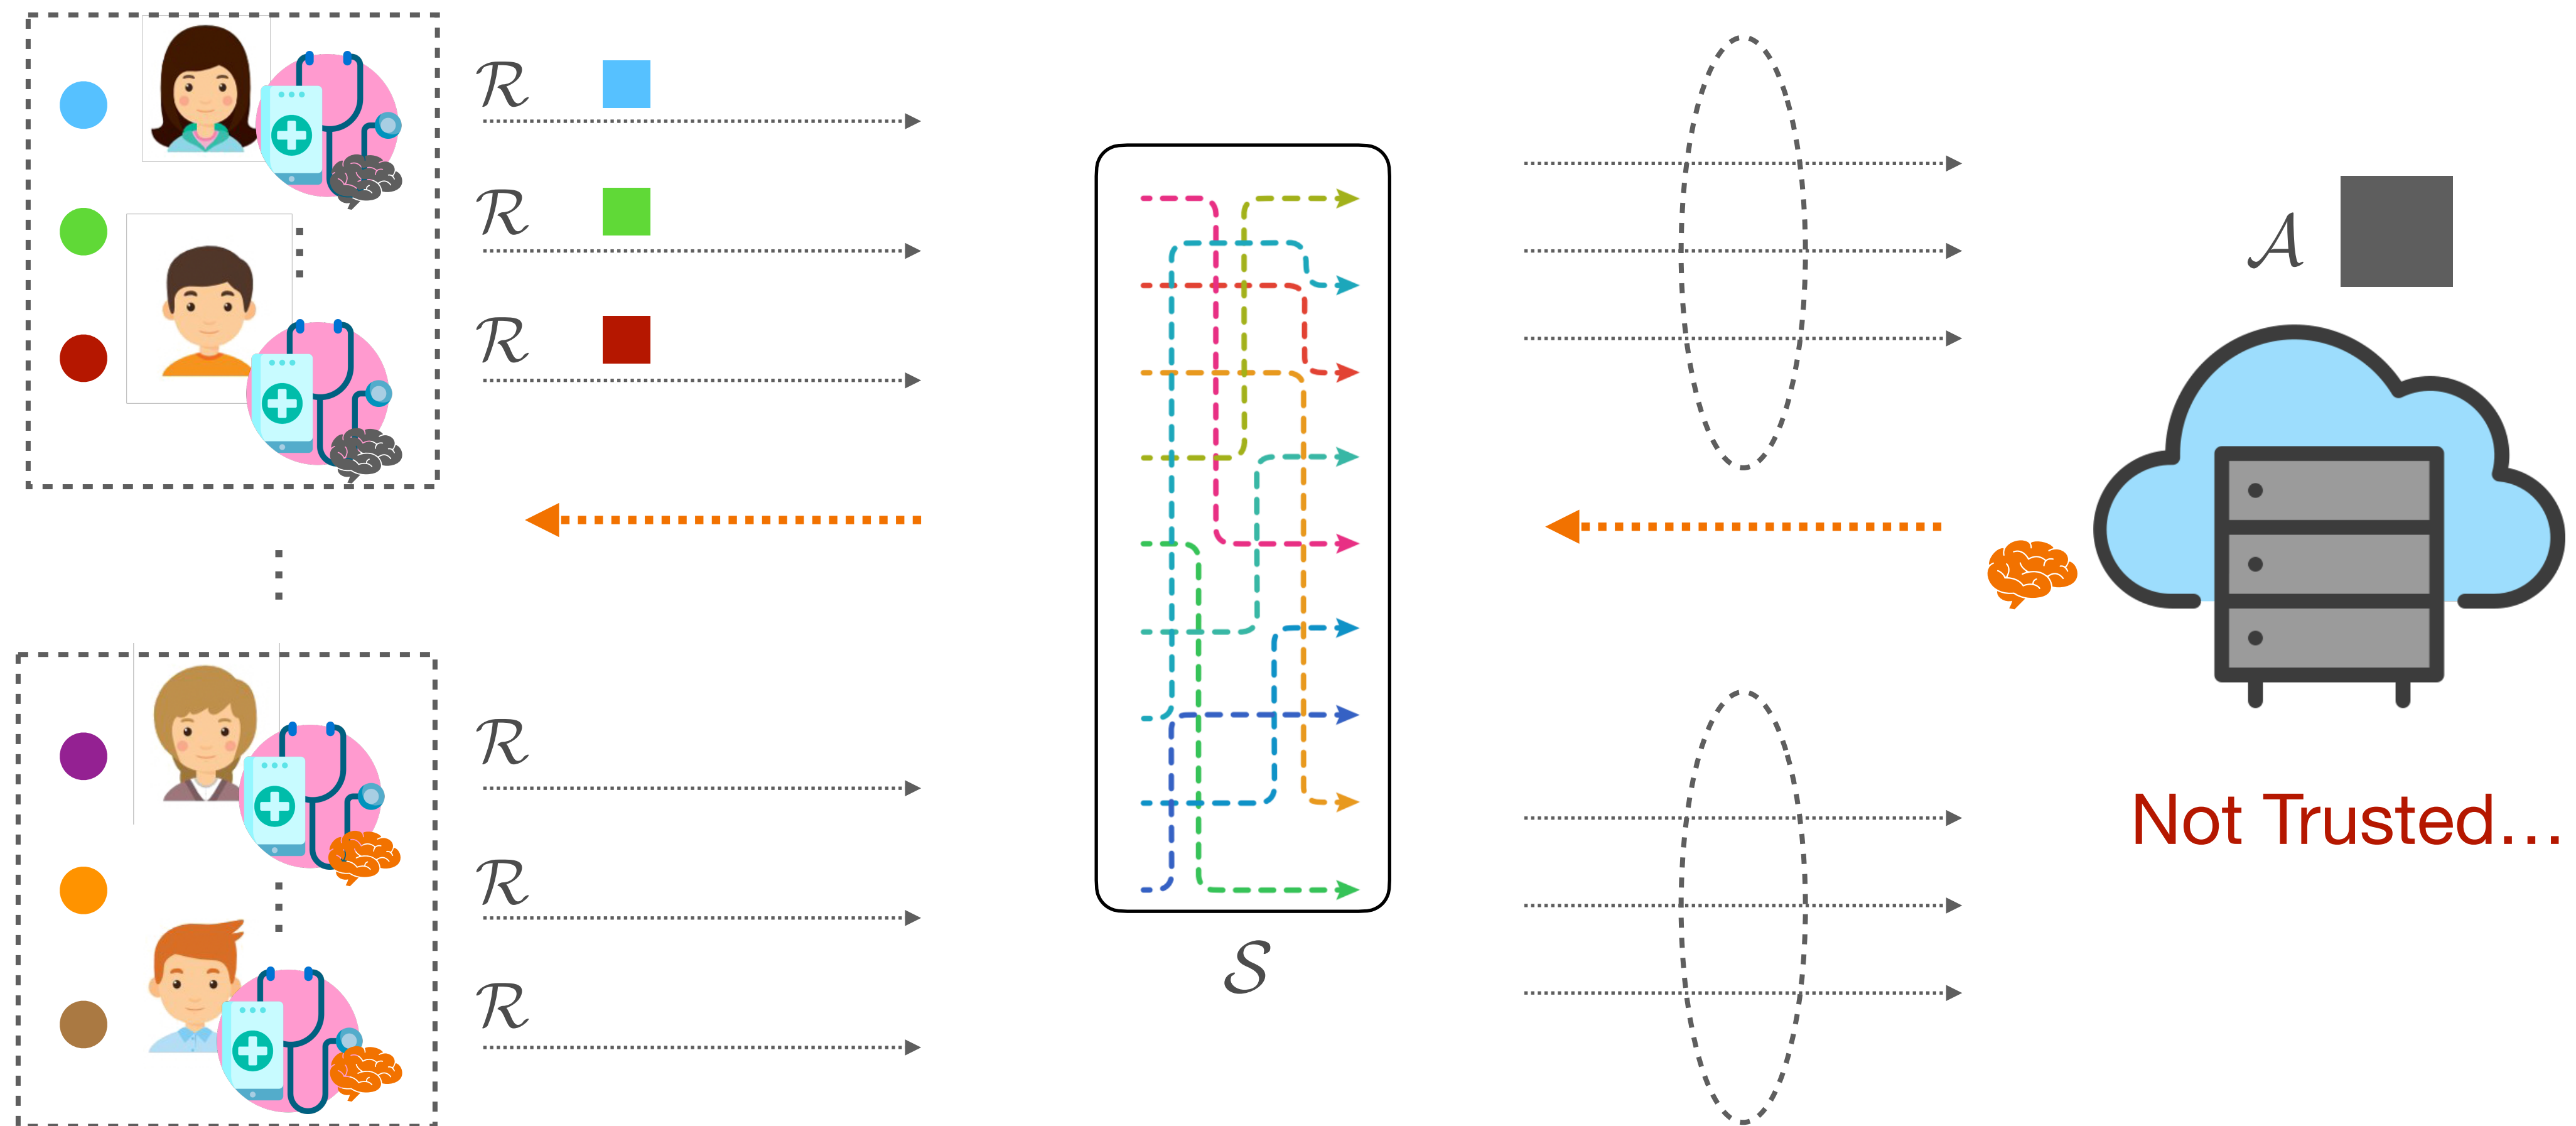 ℛ
ℛ
ℛ
𝒜
ℛ
ℛ
ℛ
𝒮
Not Trusted…